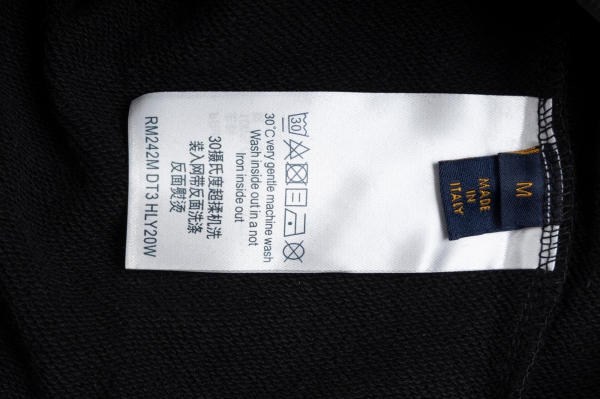 M
MADE
IN
ITALY
30
30°C very gentle machine wash
Wash inside out in a not
Iron inside out
30摄氏度超柔机洗
装入网带反面洗涤
反面熨烫
RM242M DT3 HLY20W